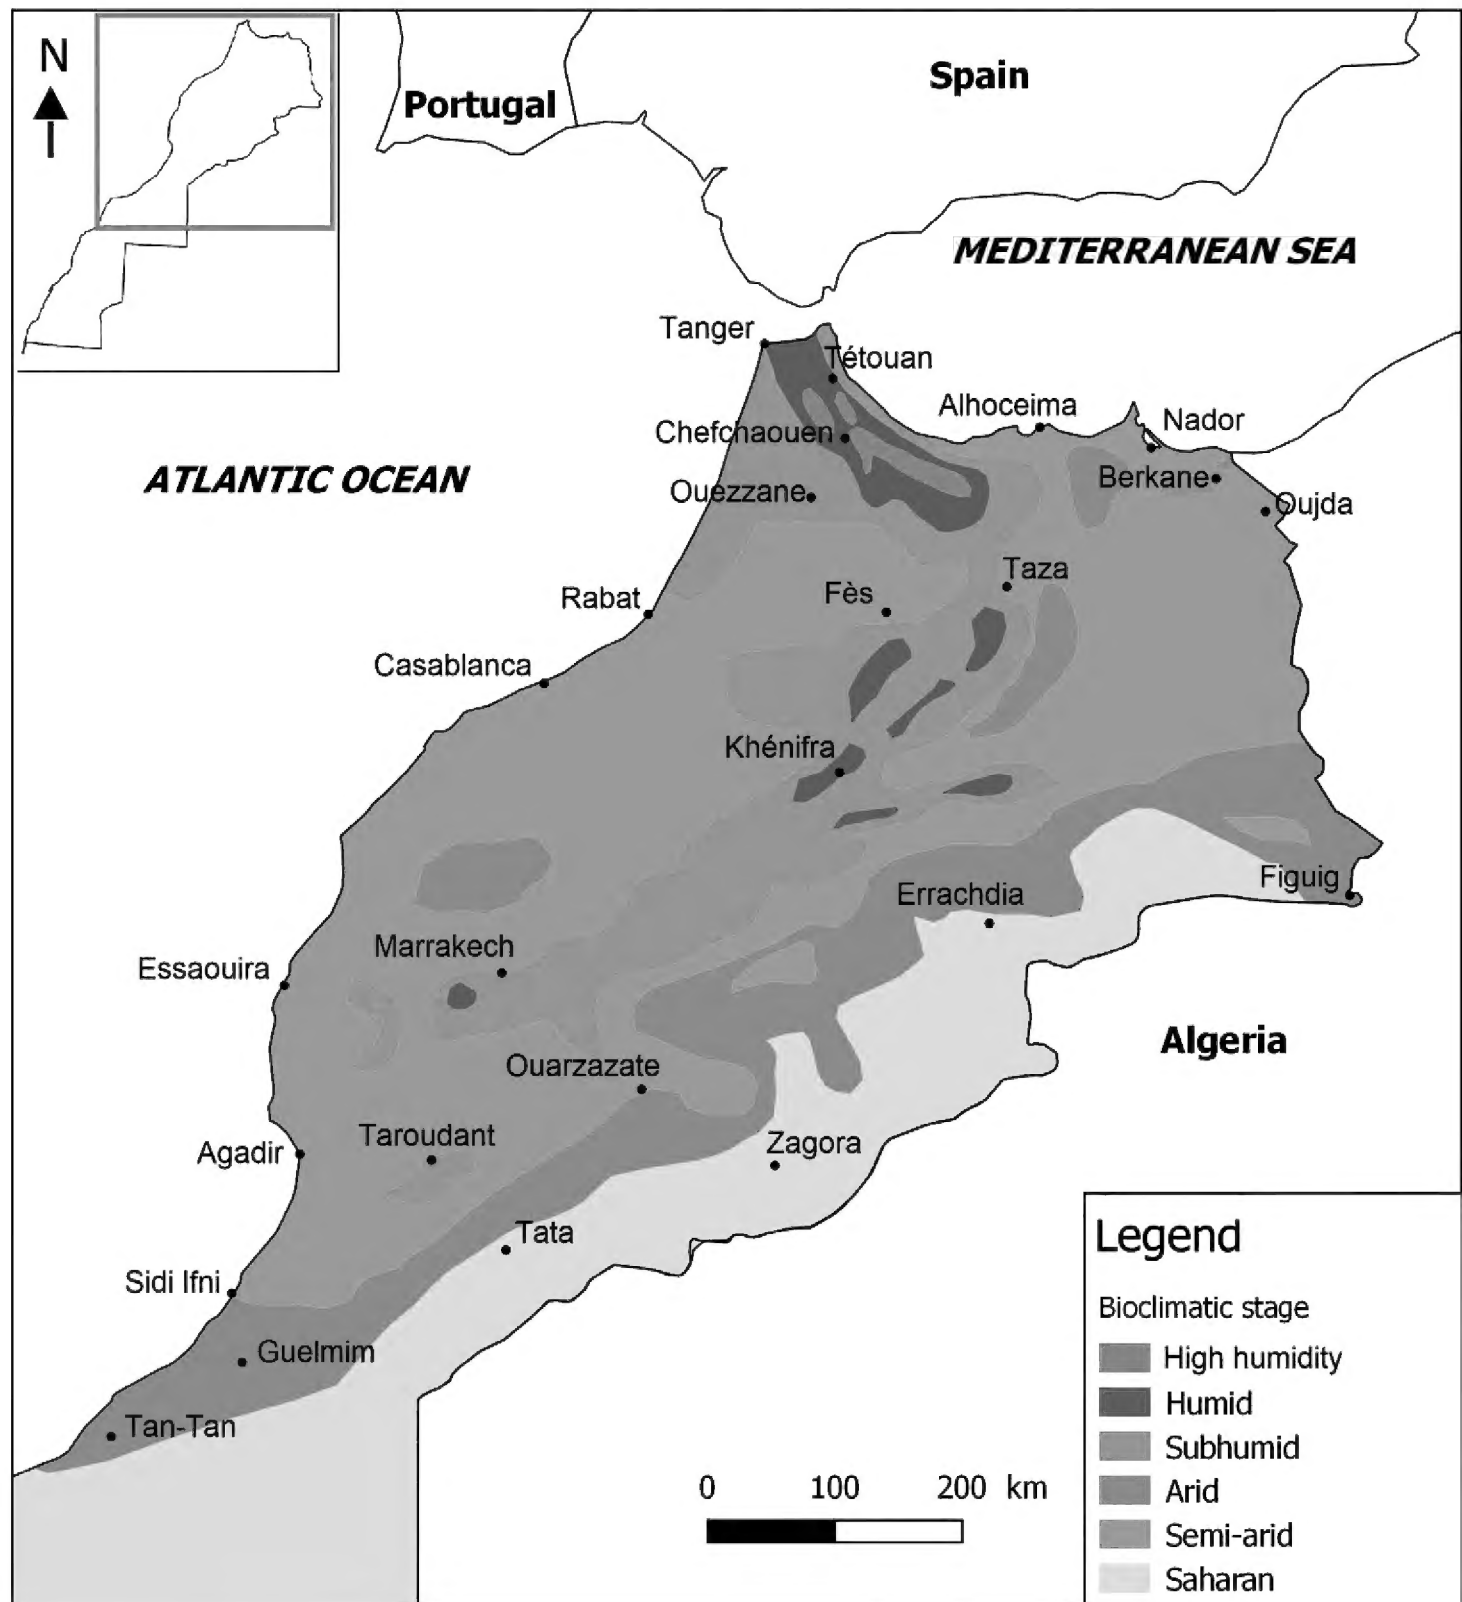 N
Portugal
Spain
MEDITERRANEAN SEA
Tanger
Tétouan
Alhoceima
Nador
Chefchaouen
Berkane
ATLANTIC OCEAN
Ouezzane
Oujda
Taza
Rabat
Fès
Casablanca
Khénifra
Figuig
Errachdia
Marrakech
Essaouira
Algeria
Ouarzazate
Taroudant
Zagora
Agadir
Tata
Sidi Ifni
Guelmim
Tan-Tan
0 100 200 km
Legend
Bioclimatic stage
High humidity
Humid
Subhumid
Arid
Semi-arid
Saharan